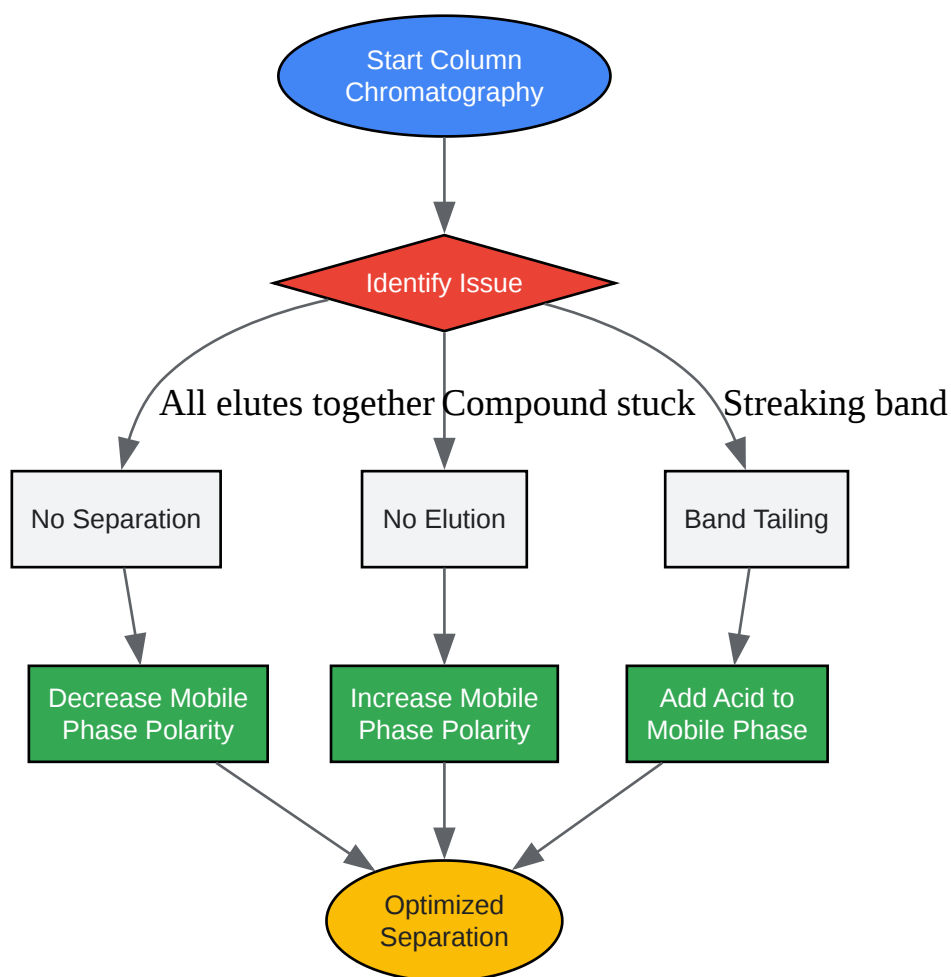 Start Column
Chromatography
Identify Issue
All elutes together
Compound stuck
Streaking band
No Separation
No Elution
Band Tailing
Decrease Mobile
Phase Polarity
Increase Mobile
Phase Polarity
Add Acid to
Mobile Phase
Optimized
Separation